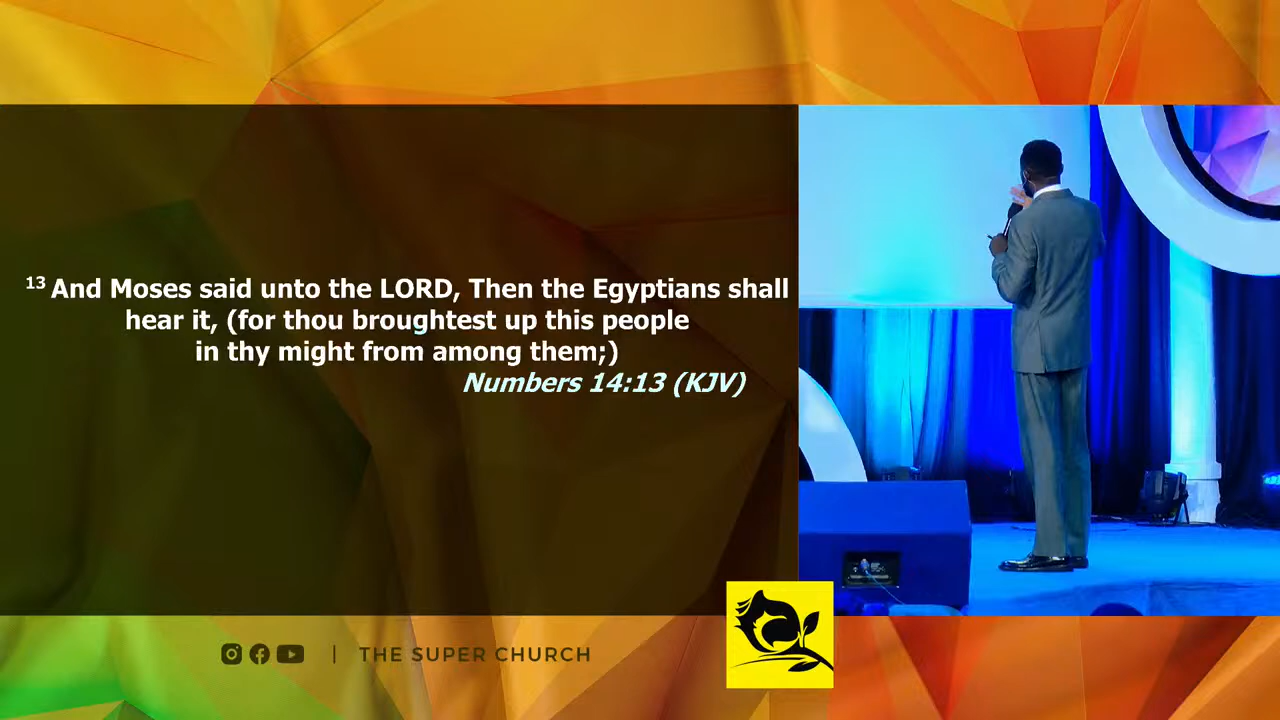 13 And Moses said unto the LORD, Then the Egyptians shall
hear it, (for thou broughtest up this people
in thy might from among them;)
Numbers 14:13 (KJV)
| THE SUPER CHURCH